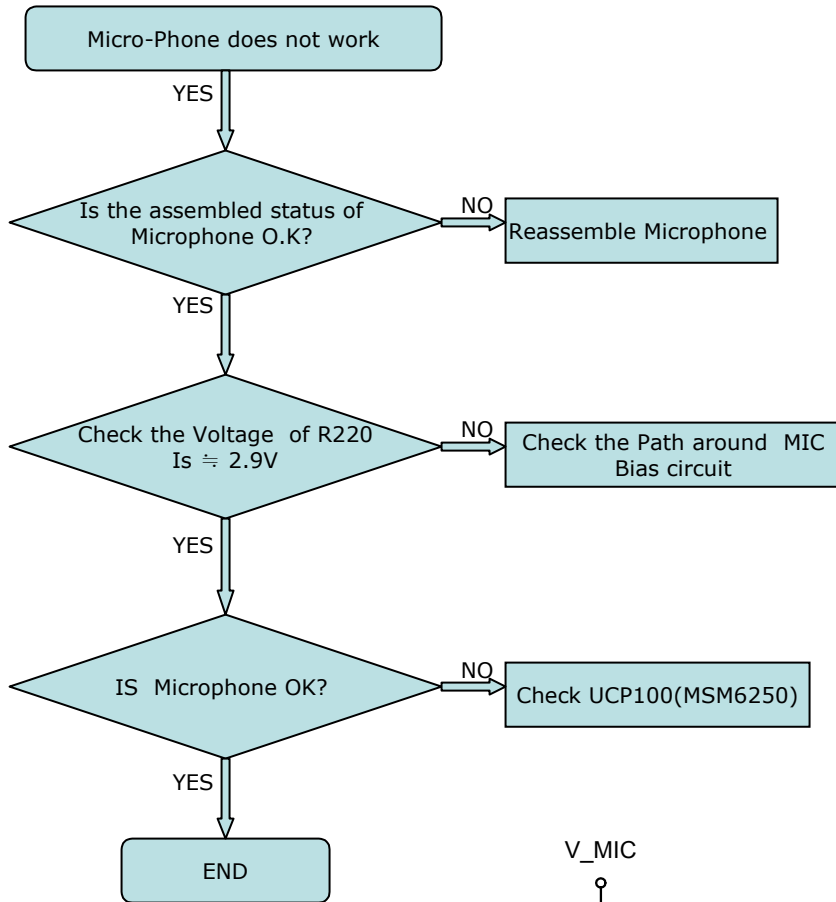 Micro-Phone does not work
YES
Is the assembled status of
Microphone O.K?
NO
Reassemble Microphone
YES
Check the Voltage of R220
Is ≒ 2.9V
NO
Check the Path around MIC
Bias circuit
YES
IS Microphone OK?
NO
Check UCP100(MSM6250)
YES
END
V_MIC